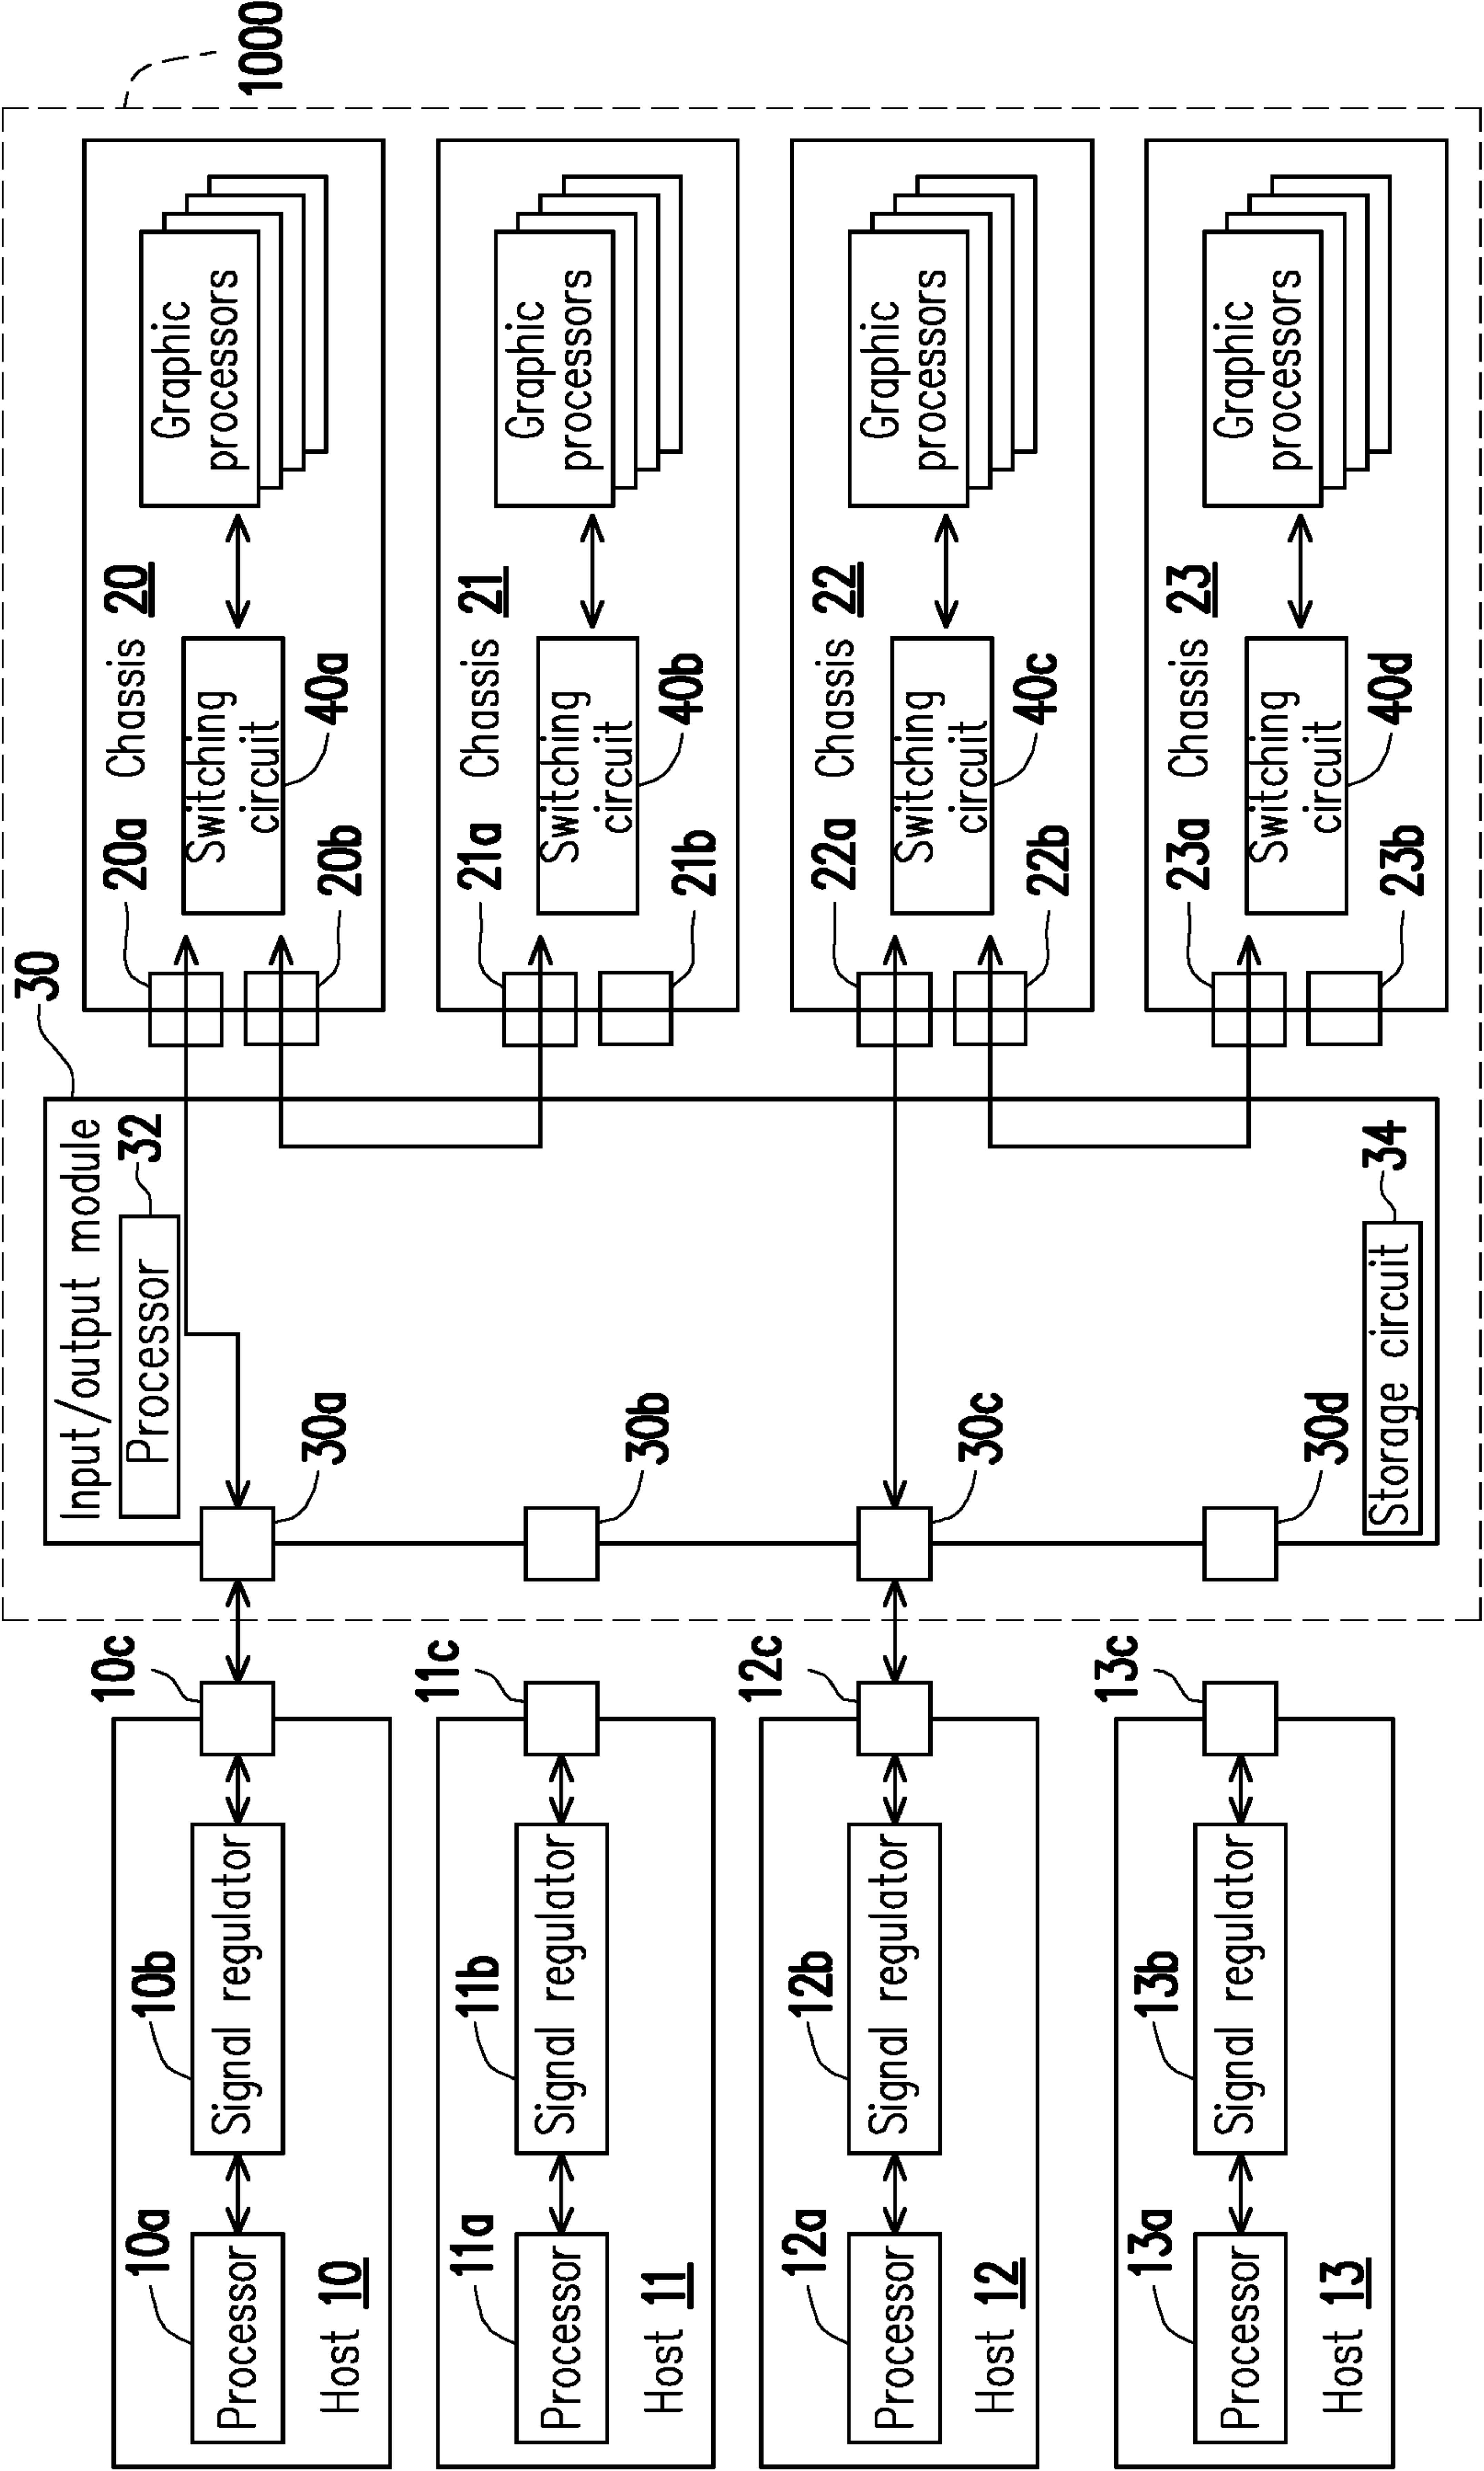 1000
30
Input/output module
Processor
32
Storage circuit
34
30a
30b
30c
30d
10a
10b
10c
Processor
Signal regulator
Host 10
11a
11b
11c
Processor
Signal regulator
Host 11
12a
12b
12c
Processor
Signal regulator
Host 12
13a
13b
13c
Processor
Signal regulator
Host 13
20a
Chassis 20
Switching
circuit
Graphic
processors
20b
40a
21a
Chassis 21
Switching
circuit
Graphic
processors
21b
40b
22a
Chassis 22
Switching
circuit
Graphic
processors
22b
40c
23a
Chassis 23
Switching
circuit
Graphic
processors
23b
40d